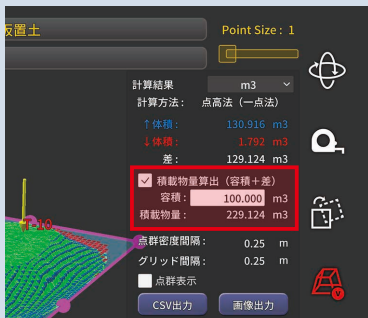 仮置土
Point Size : 1
計算結果 m3
計算方法 : 点高法（一点法）
↑体積 : 130.916 m3
↓体積 : 1.792 m3
差 : 129.124 m3
積載物量算出（容積＋差）
容積 : 100.000 m3
積載物量 : 229.124 m3
点群密度間隔 : 0.25 m
グリッド間隔 : 0.25 m
点群表示
CSV出力 画像出力
T-10
V